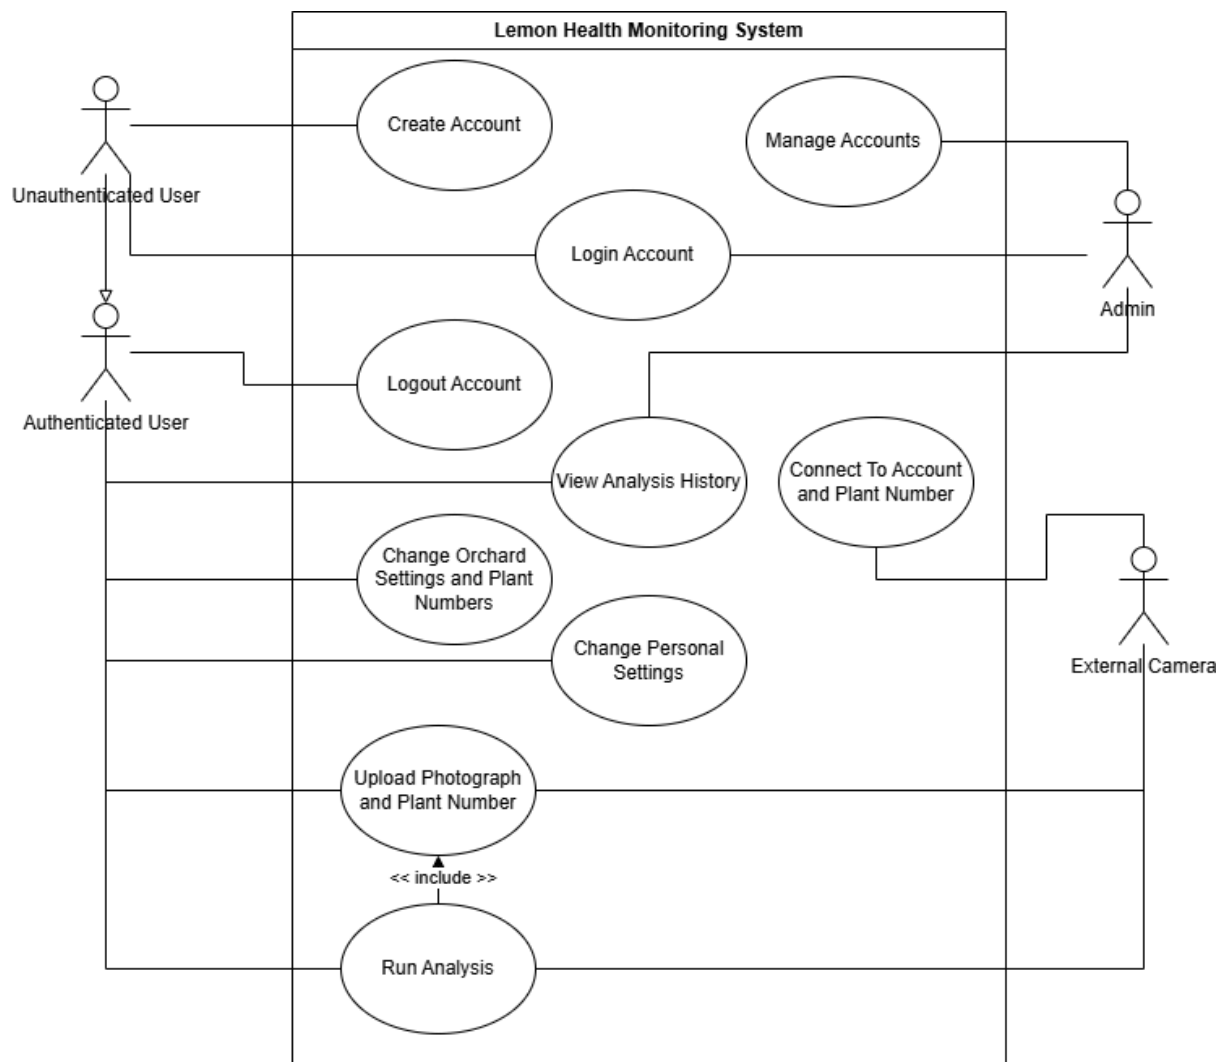 Lemon Health Monitoring System
Create Account
Manage Accounts
Unauthenticated User
Login Account
Admin
Logout Account
Authenticated User
View Analysis History
Connect To Account
and Plant Number
Change Orchard
Settings and Plant
Numbers
Change Personal
Settings
External Camera
Upload Photograph
and Plant Number
<< include >>
Run Analysis